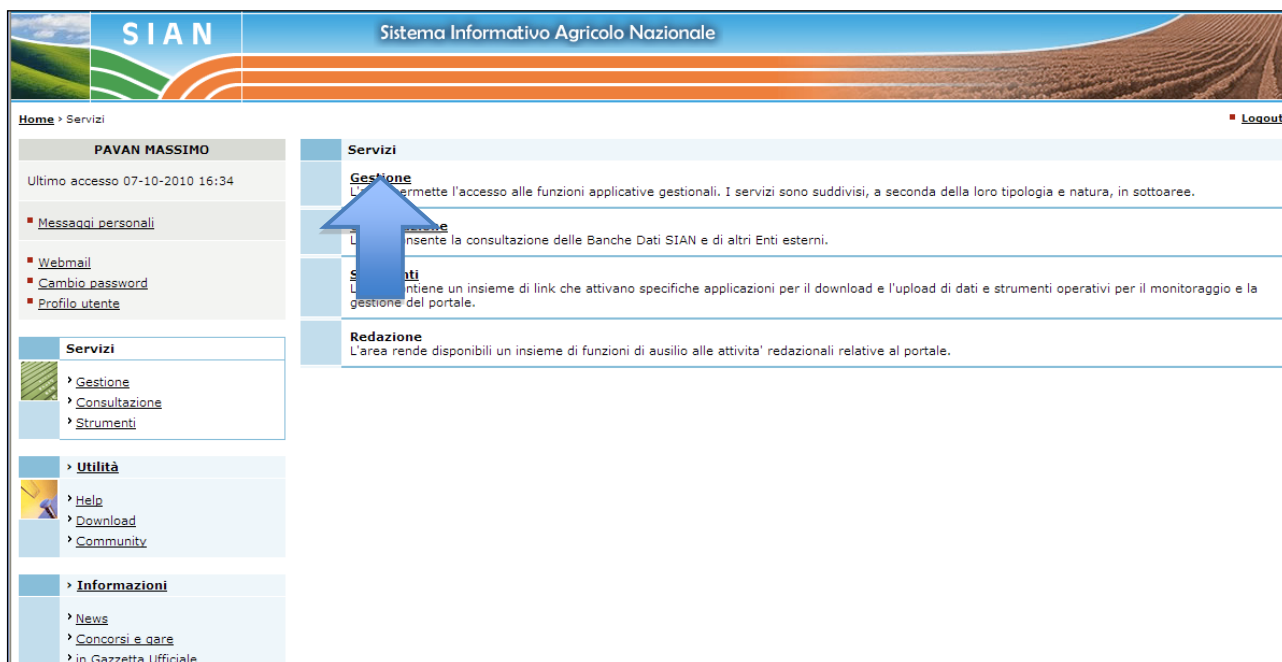 SIAN
Sistema Informativo Agricolo Nazionale
Home › Servizi
Logout
PAVAN MASSIMO
Ultimo accesso 07-10-2010 16:34
Messaggi personali
Webmail
Cambio password
Profilo utente
Servizi
Gestione
Consultazione
Strumenti
› Utilità
Help
Download
Community
› Informazioni
News
Concorsi e gare
in Gazzetta Ufficiale
Servizi
Gestione
permette l'accesso alle funzioni applicative gestionali. I servizi sono suddivisi, a seconda della loro tipologia e natura, in sottoaree.
consente la consultazione delle Banche Dati SIAN e di altri Enti esterni.
contiene un insieme di link che attivano specifiche applicazioni per il download e l'upload di dati e strumenti operativi per il monitoraggio e la
gestione del portale.
Redazione
L'area rende disponibili un insieme di funzioni di ausilio alle attivita' redazionali relative al portale.